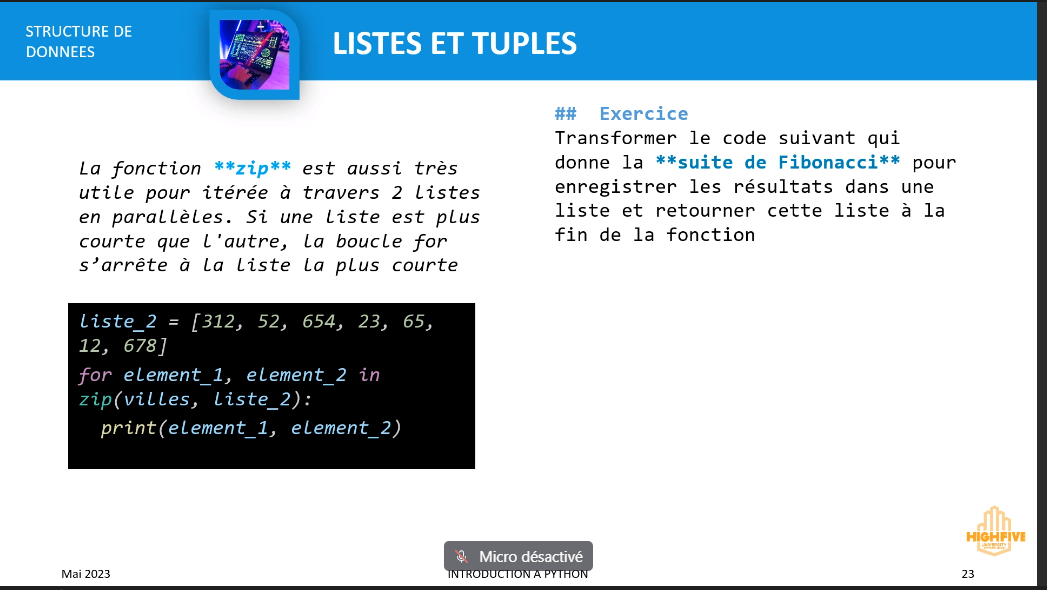 STRUCTURE DE
DONNEES
LISTES ET TUPLES
La fonction **zip** est aussi très
utile pour itérée à travers 2 listes
en parallèles. Si une liste est plus
courte que l'autre, la boucle for
s’arrête à la liste la plus courte
liste_2 = [312, 52, 654, 23, 65,
12, 678]
for element_1, element_2 in
zip(villes, liste_2):
print(element_1, element_2)
## Exercice
Transformer le code suivant qui
donne la **suite de Fibonacci** pour
enregistrer les résultats dans une
liste et retourner cette liste à la
fin de la fonction
HIGHFIVE
UNIVERSITY
Micro désactivé
Mai 2023
INTRODUCTION A PYTHON
23